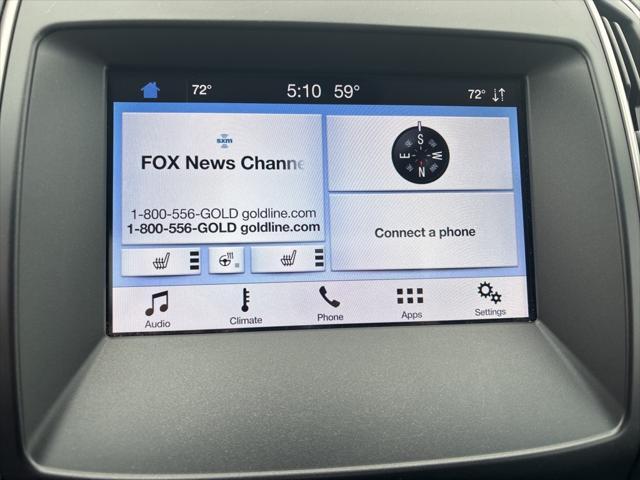 72° 5:10 59° 72°
sxm
FOX News Channe
1-800-556-GOLD goldline.com
1-800-556-GOLD goldline.com
S
E W
N
Connect a phone
Audio Climate Phone Apps Settings